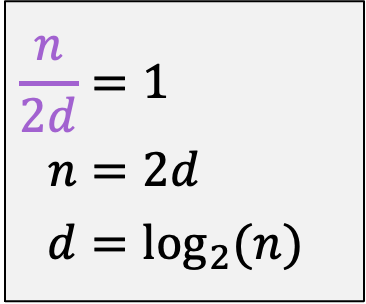 n/2d = 1
n = 2d
d = log₂(n)